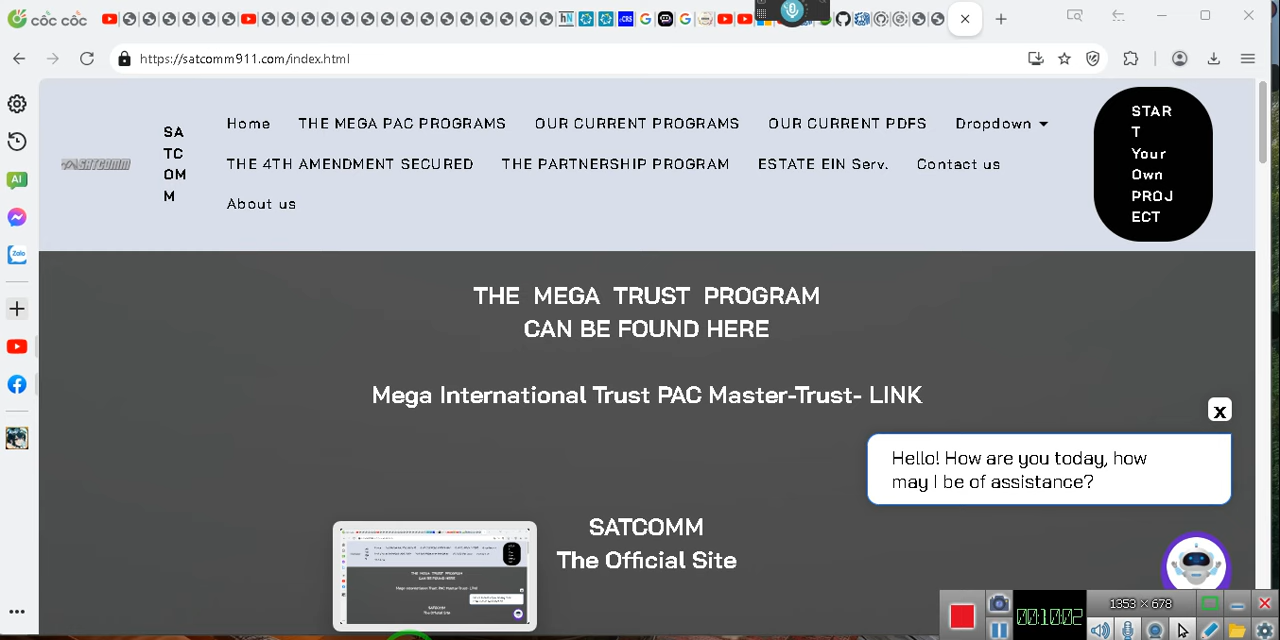 cốc cốc
https://satcomm911.com/index.html
SATCOMM
SA
TC
OM
M
Home THE MEGA PAC PROGRAMS OUR CURRENT PROGRAMS OUR CURRENT PDFS Dropdown
THE 4TH AMENDMENT SECURED THE PARTNERSHIP PROGRAM ESTATE EIN Serv. Contact us
About us
STAR
T
Your
Own
PROJ
ECT
AI
Zalo
THE MEGA TRUST PROGRAM
CAN BE FOUND HERE
Mega International Trust PAC Master-Trust- LINK
x
Hello! How are you today, how
may I be of assistance?
SATCOMM
The Official Site
00:10:02
1353 × 678